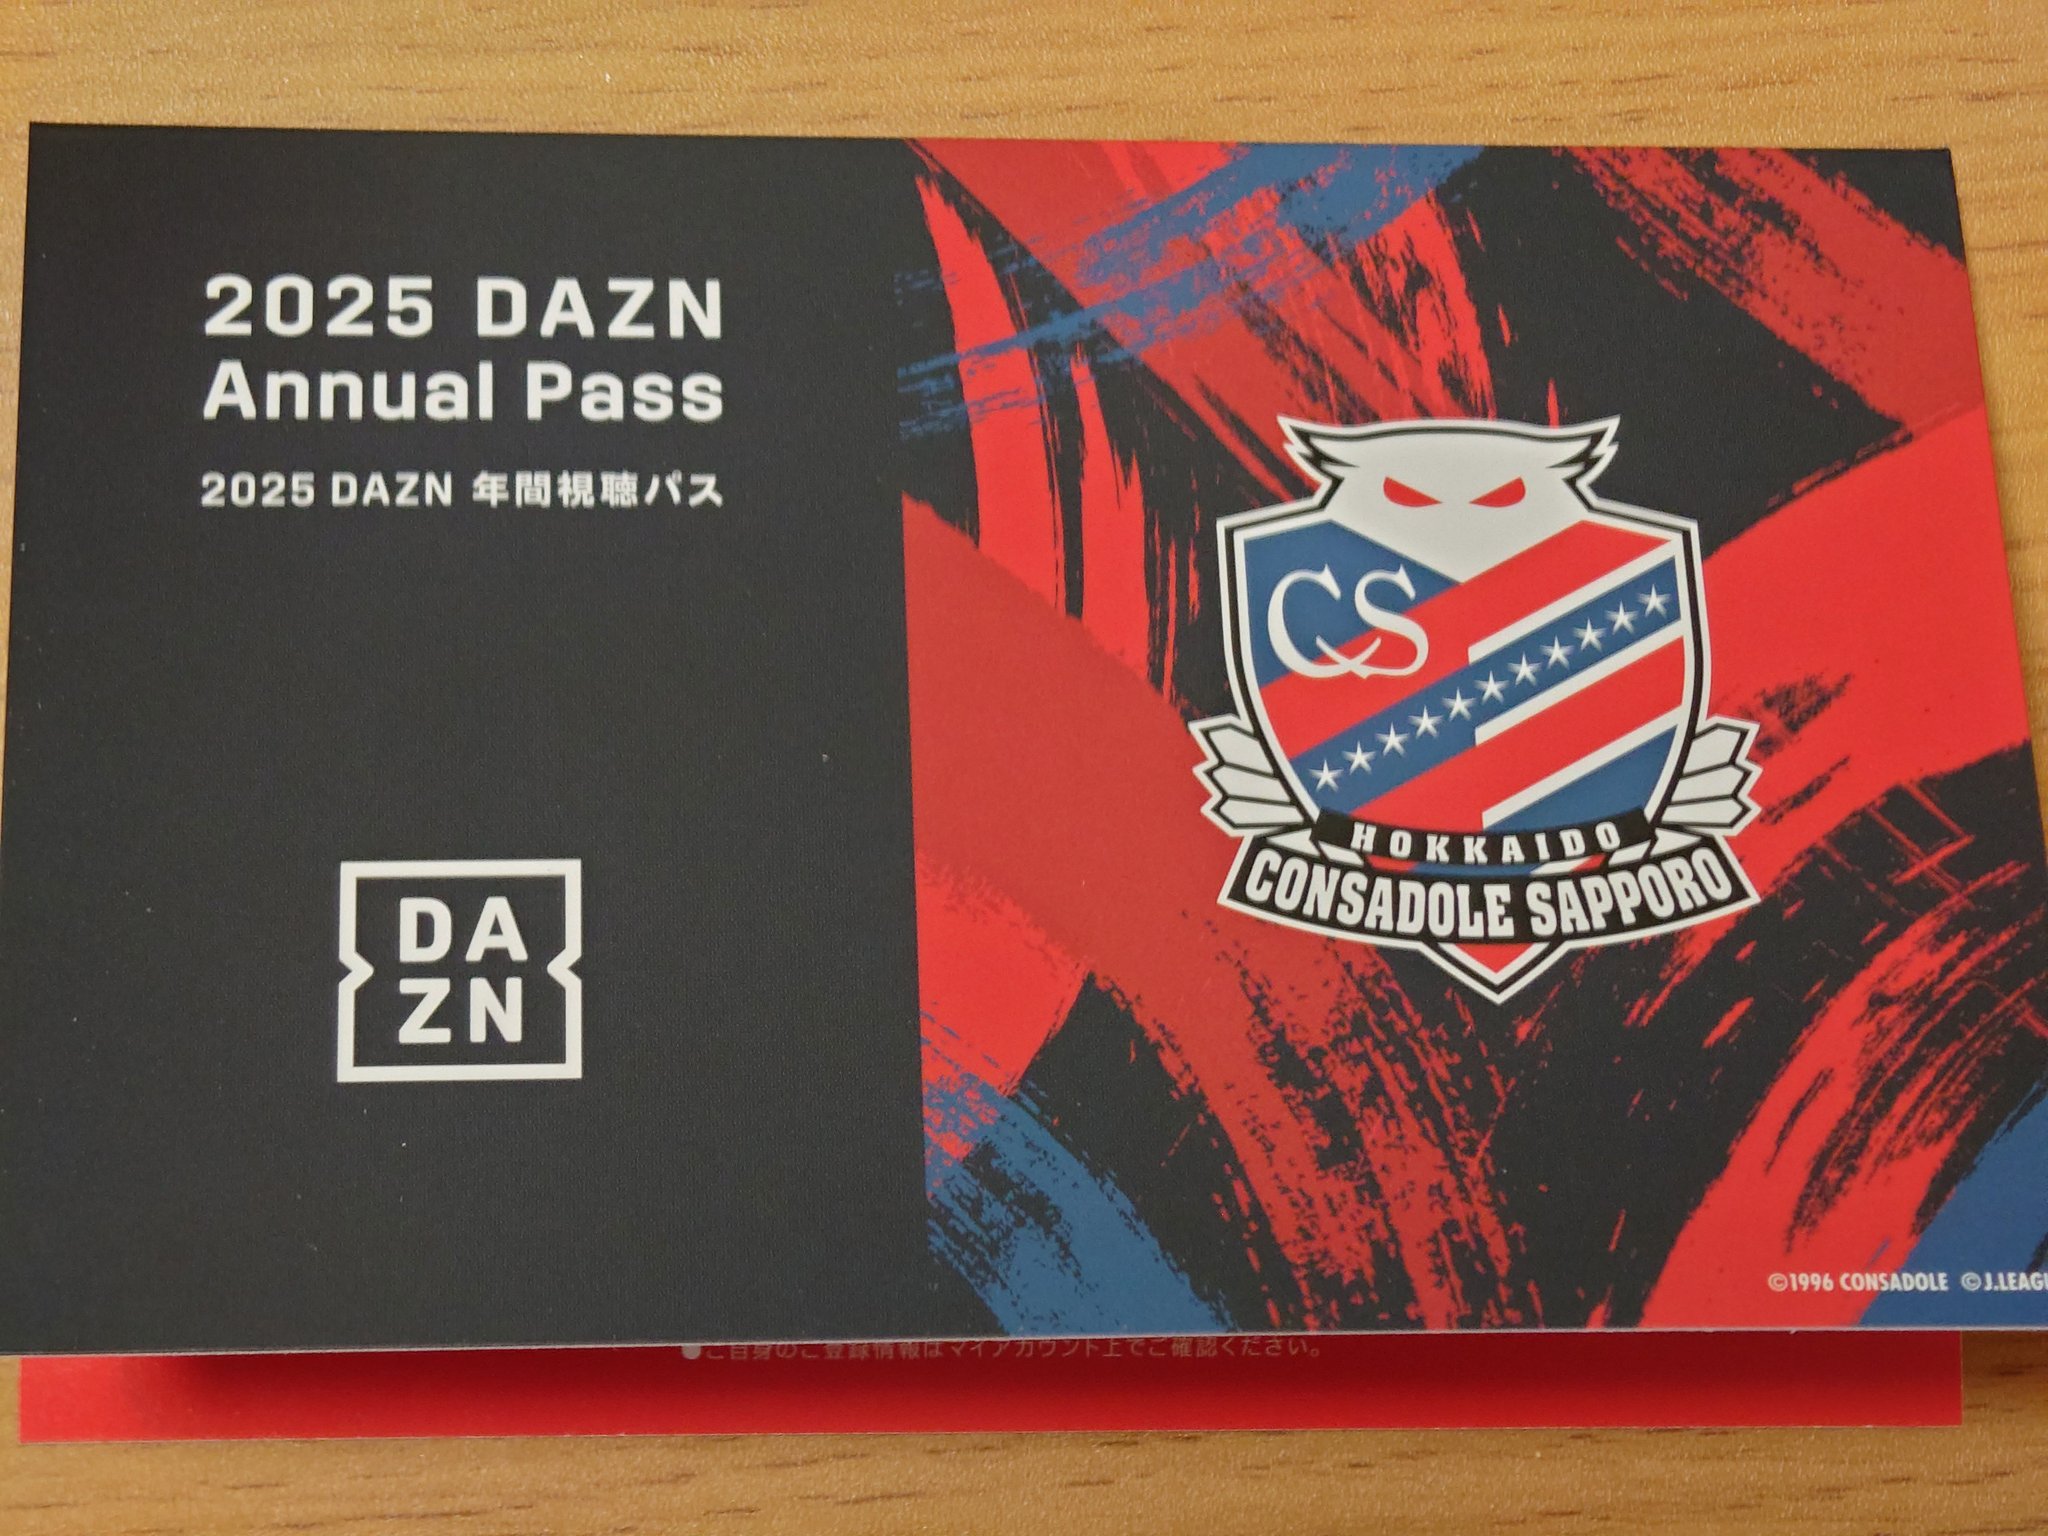 2025 DAZN
Annual Pass
2025 DAZN 年間視聴パス
DA
ZN
CS
HOKKAIDO
CONSADOLE SAPPORO
©1996 CONSADOLE ©J.LEAGU
●ご自身のご登録情報はマイアカウント上でご確認ください。